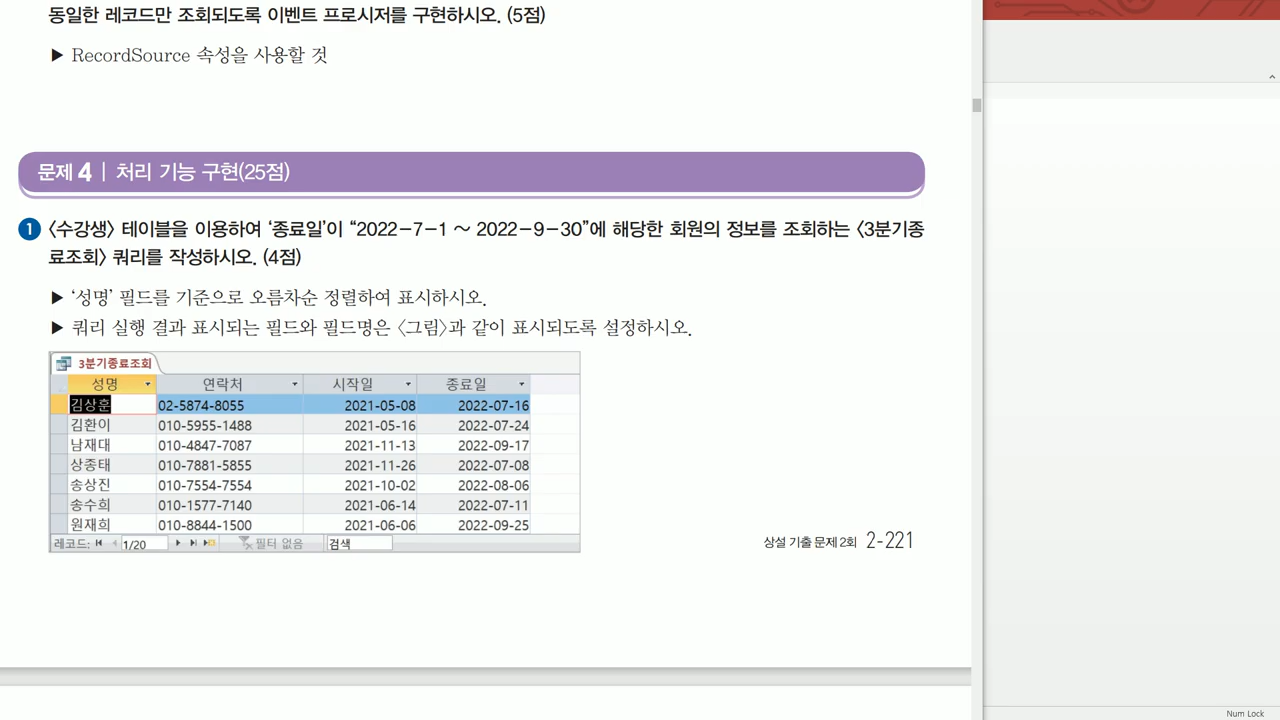 동일한 레코드만 조회되도록 이벤트 프로시저를 구현하시오. (5점)
▶ RecordSource 속성을 사용할 것
문제 4 | 처리 기능 구현(25점)
1 〈수강생〉 테이블을 이용하여 ‘종료일’이 “2022-7-1 ~ 2022-9-30”에 해당한 회원의 정보를 조회하는 〈3분기종
료조회〉 쿼리를 작성하시오. (4점)
▶ ‘성명’ 필드를 기준으로 오름차순 정렬하여 표시하시오.
▶ 쿼리 실행 결과 표시되는 필드와 필드명은 〈그림〉과 같이 표시되도록 설정하시오.
3분기종료조회
성명 연락처 시작일 종료일
김상훈 02-5874-8055 2021-05-08 2022-07-16
김환이 010-5955-1488 2021-05-16 2022-07-24
남재대 010-4847-7087 2021-11-13 2022-09-17
상종태 010-7881-5855 2021-11-26 2022-07-08
송상진 010-7554-7554 2021-10-02 2022-08-06
송수희 010-1577-7140 2021-06-14 2022-07-11
원재희 010-8844-1500 2021-06-06 2022-09-25
레코드: 1/20 필터 없음 검색
상설 기출 문제 2회 2-221
Num Lock